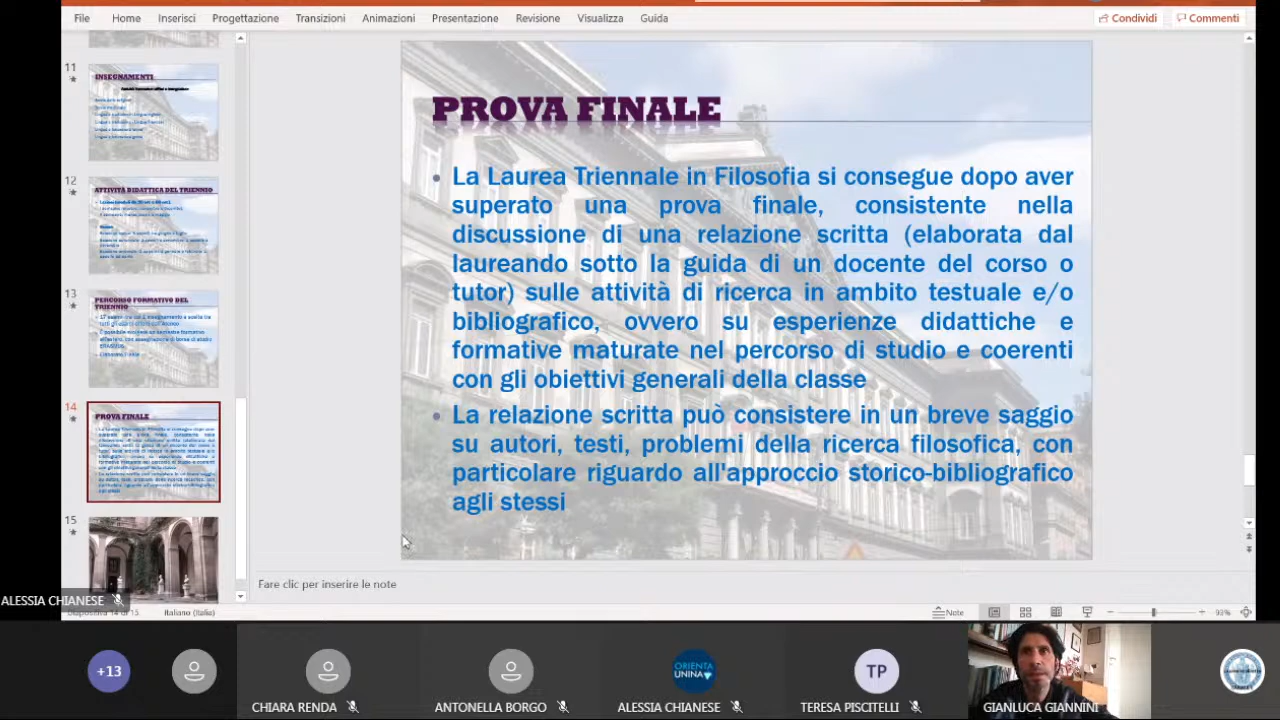 File Home Inserisci Progettazione Transizioni Animazioni Presentazione Revisione Visualizza Guida Condividi Commenti
11
INSEGNAMENTI
12
ATTIVITÀ DIDATTICA DEL TRIENNIO
13
PERCORSO FORMATIVO DEL
TRIENNIO
14
PROVA FINALE
15
PROVA FINALE
• La Laurea Triennale in Filosofia si consegue dopo aver
superato una prova finale, consistente nella
discussione di una relazione scritta (elaborata dal
laureando sotto la guida di un docente del corso o
tutor) sulle attività di ricerca in ambito testuale e/o
bibliografico, ovvero su esperienze didattiche e
formative maturate nel percorso di studio e coerenti
con gli obiettivi generali della classe
• La relazione scritta può consistere in un breve saggio
su autori, testi, problemi della ricerca filosofica, con
particolare riguardo all'approccio storico-bibliografico
agli stessi
Fare clic per inserire le note
ALESSIA CHIANESE
Diapositiva 14 di 15 Italiano (Italia) Note 93%
+13
ORIENTA
UNINA
TP
CHIARA RENDA ANTONELLA BORGO ALESSIA CHIANESE TERESA PISCITELLI GIANLUCA GIANNINI